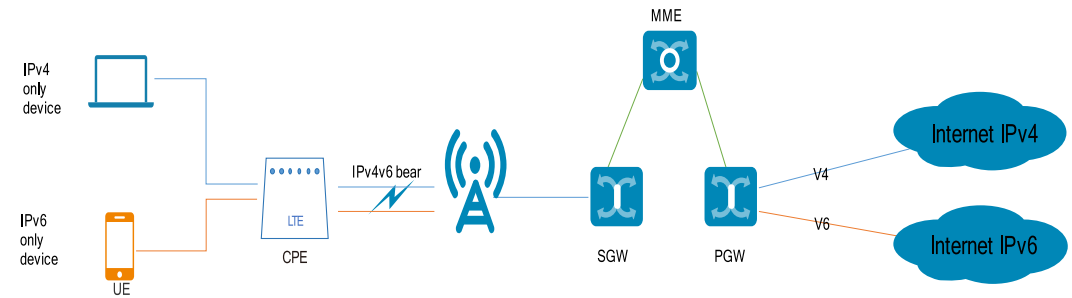 MME
IPv4
only
device
Internet IPv4
IPv4v6 bear
V4
LTE
IPv6
only
device
V6
Internet IPv6
CPE
SGW
PGW
UE